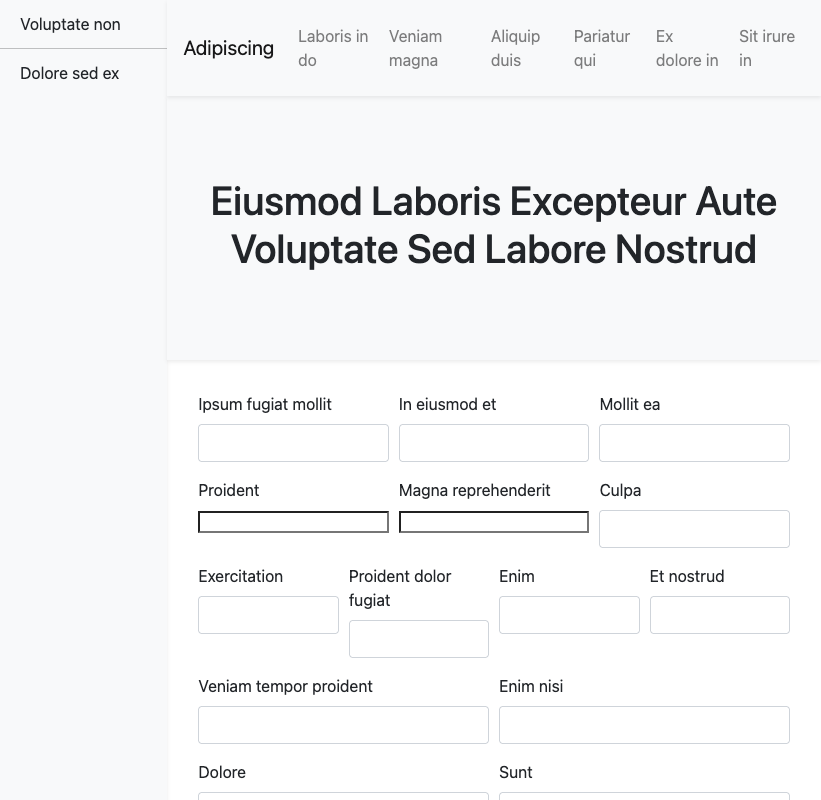 Voluptate non
Dolore sed ex
Adipiscing
Laboris in do
Veniam magna
Aliquip duis
Pariatur qui
Ex dolore in
Sit irure in
Eiusmod Laboris Excepteur Aute
Voluptate Sed Labore Nostrud
Ipsum fugiat mollit
In eiusmod et
Mollit ea
Proident
Magna reprehenderit
Culpa
Exercitation
Proident dolor
fugiat
Enim
Et nostrud
Veniam tempor proident
Enim nisi
Dolore
Sunt